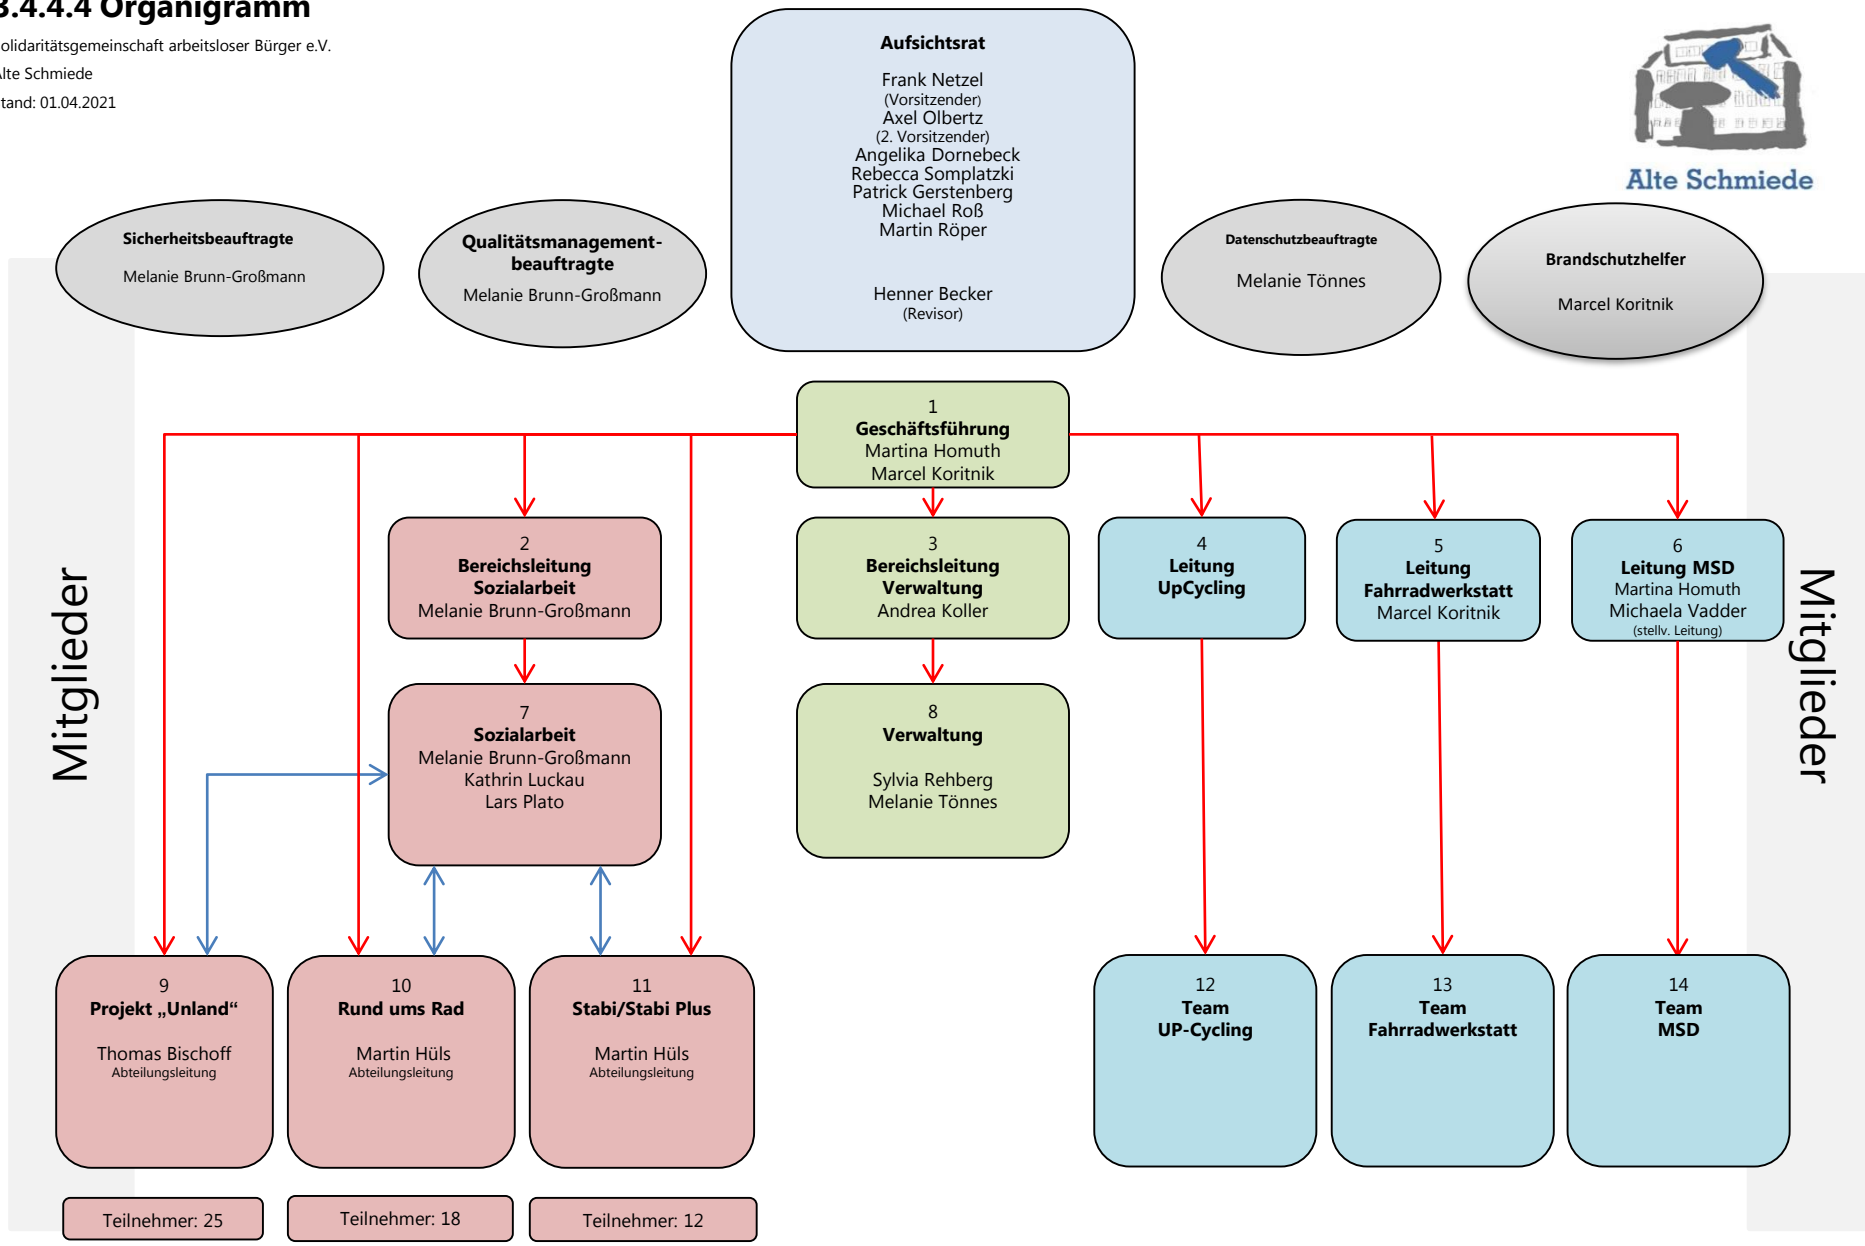 3.4.4.4 Organigramm
olidaritätsgemeinschaft arbeitsloser Bürger e.V.
Alte Schmiede
tand: 01.04.2021
Aufsichtsrat
Frank Netzel
(Vorsitzender)
Axel Olbertz
(2. Vorsitzender)
Angelika Dornebeck
Rebecca Somplatzki
Patrick Gerstenberg
Michael Roß
Martin Röper
Henner Becker
(Revisor)
Alte Schmiede
Sicherheitsbeauftragte
Melanie Brunn-Großmann
Qualitätsmanagement-
beauftragte
Melanie Brunn-Großmann
Datenschutzbeauftragte
Melanie Tönnes
Brandschutzhelfer
Marcel Koritnik
Mitglieder
Mitglieder
1
Geschäftsführung
Martina Homuth
Marcel Koritnik
2
Bereichsleitung
Sozialarbeit
Melanie Brunn-Großmann
3
Bereichsleitung
Verwaltung
Andrea Koller
4
Leitung
UpCycling
5
Leitung
Fahrradwerkstatt
Marcel Koritnik
6
Leitung MSD
Martina Homuth
Michaela Vadder
(stellv. Leitung)
7
Sozialarbeit
Melanie Brunn-Großmann
Kathrin Luckau
Lars Plato
8
Verwaltung
Sylvia Rehberg
Melanie Tönnes
9
Projekt „Unland“
Thomas Bischoff
Abteilungsleitung
10
Rund ums Rad
Martin Hüls
Abteilungsleitung
11
Stabi/Stabi Plus
Martin Hüls
Abteilungsleitung
12
Team
UP-Cycling
13
Team
Fahrradwerkstatt
14
Team
MSD
Teilnehmer: 25
Teilnehmer: 18
Teilnehmer: 12